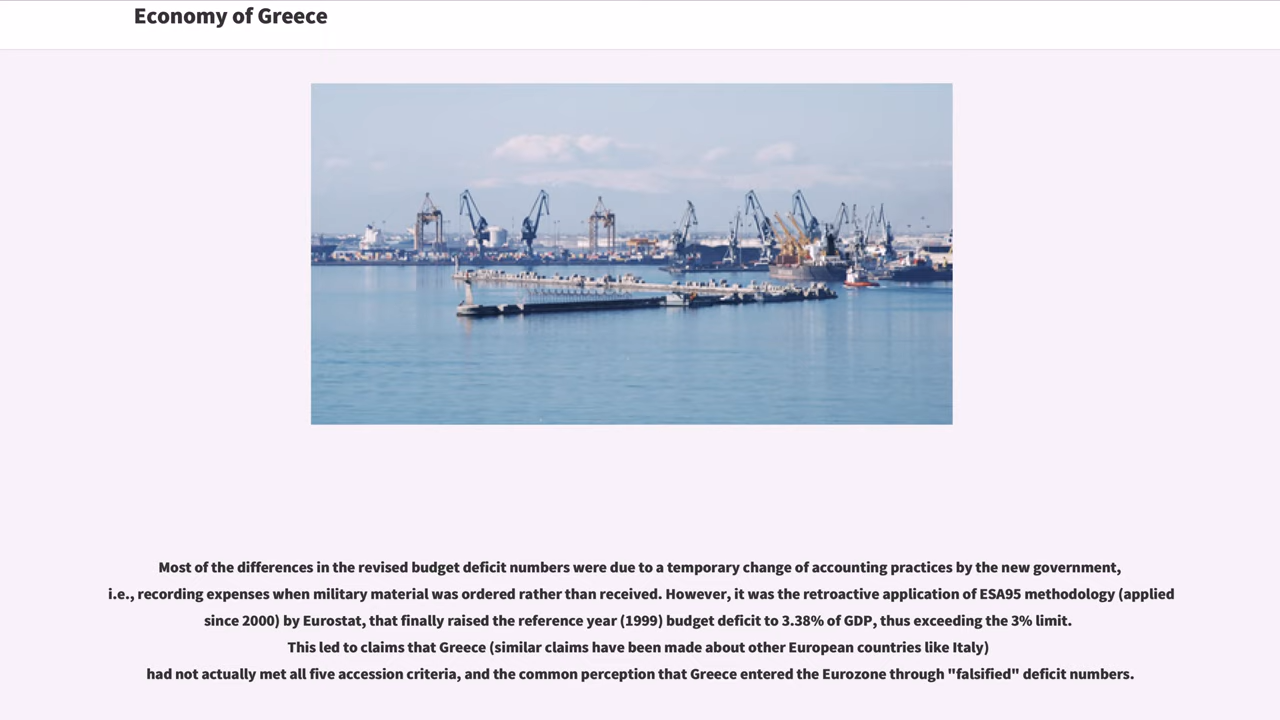 Economy of Greece
Most of the differences in the revised budget deficit numbers were due to a temporary change of accounting practices by the new government,
i.e., recording expenses when military material was ordered rather than received. However, it was the retroactive application of ESA95 methodology (applied
since 2000) by Eurostat, that finally raised the reference year (1999) budget deficit to 3.38% of GDP, thus exceeding the 3% limit.
This led to claims that Greece (similar claims have been made about other European countries like Italy)
had not actually met all five accession criteria, and the common perception that Greece entered the Eurozone through "falsified" deficit numbers.